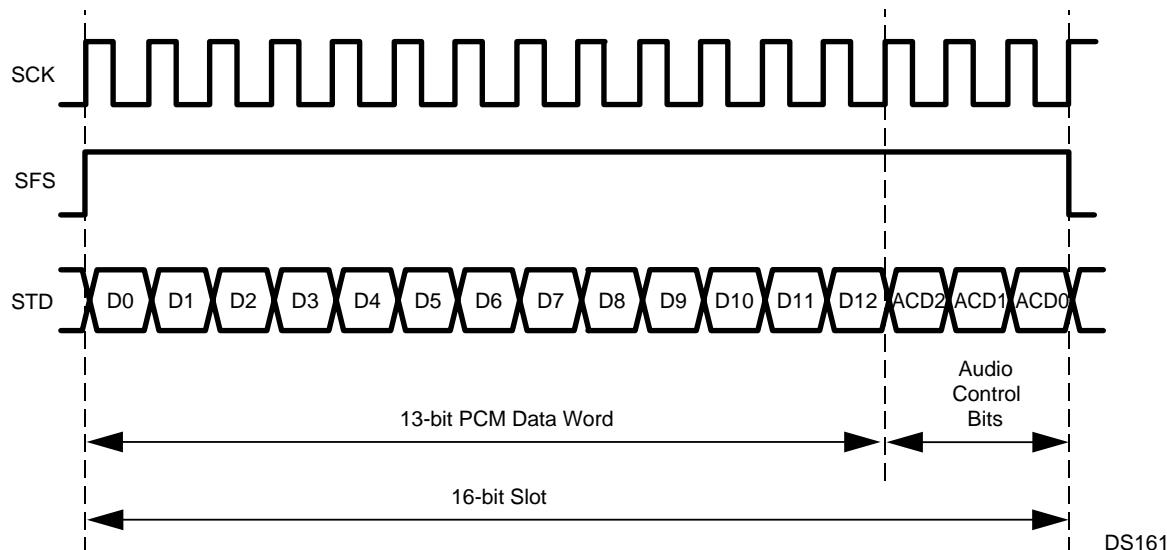 SCK
SFS
STD
D0 D1 D2 D3 D4 D5 D6 D7 D8 D9 D10 D11 D12 ACD2 ACD1 ACD0
Audio
Control
Bits
13-bit PCM Data Word
16-bit Slot
DS161